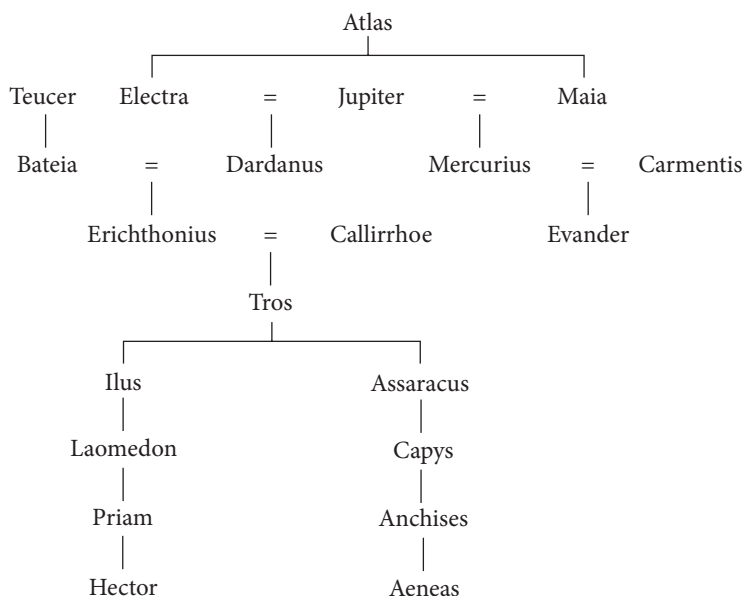 Atlas
Teucer Electra = Jupiter = Maia
Bateia = Dardanus Mercurius = Carmentis
Erichthonius = Callirrhoe Evander
Tros
Ilus Assaracus
Laomedon Capys
Priam Anchises
Hector Aeneas